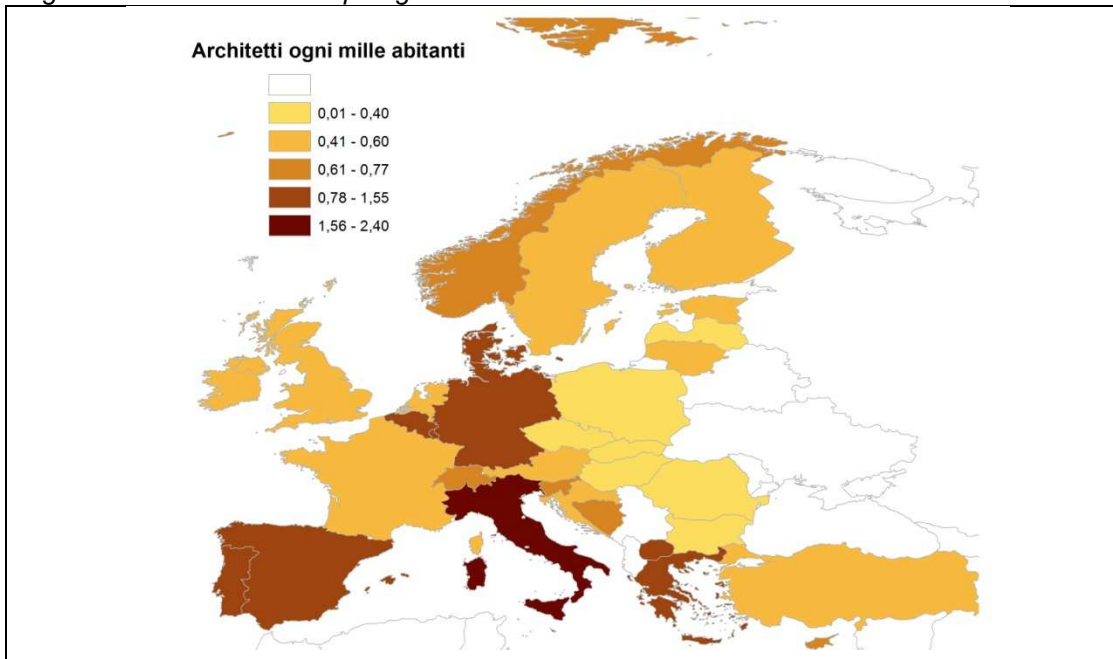 Architetti ogni mille abitanti
0,01 - 0,40
0,41 - 0,60
0,61 - 0,77
0,78 - 1,55
1,56 - 2,40